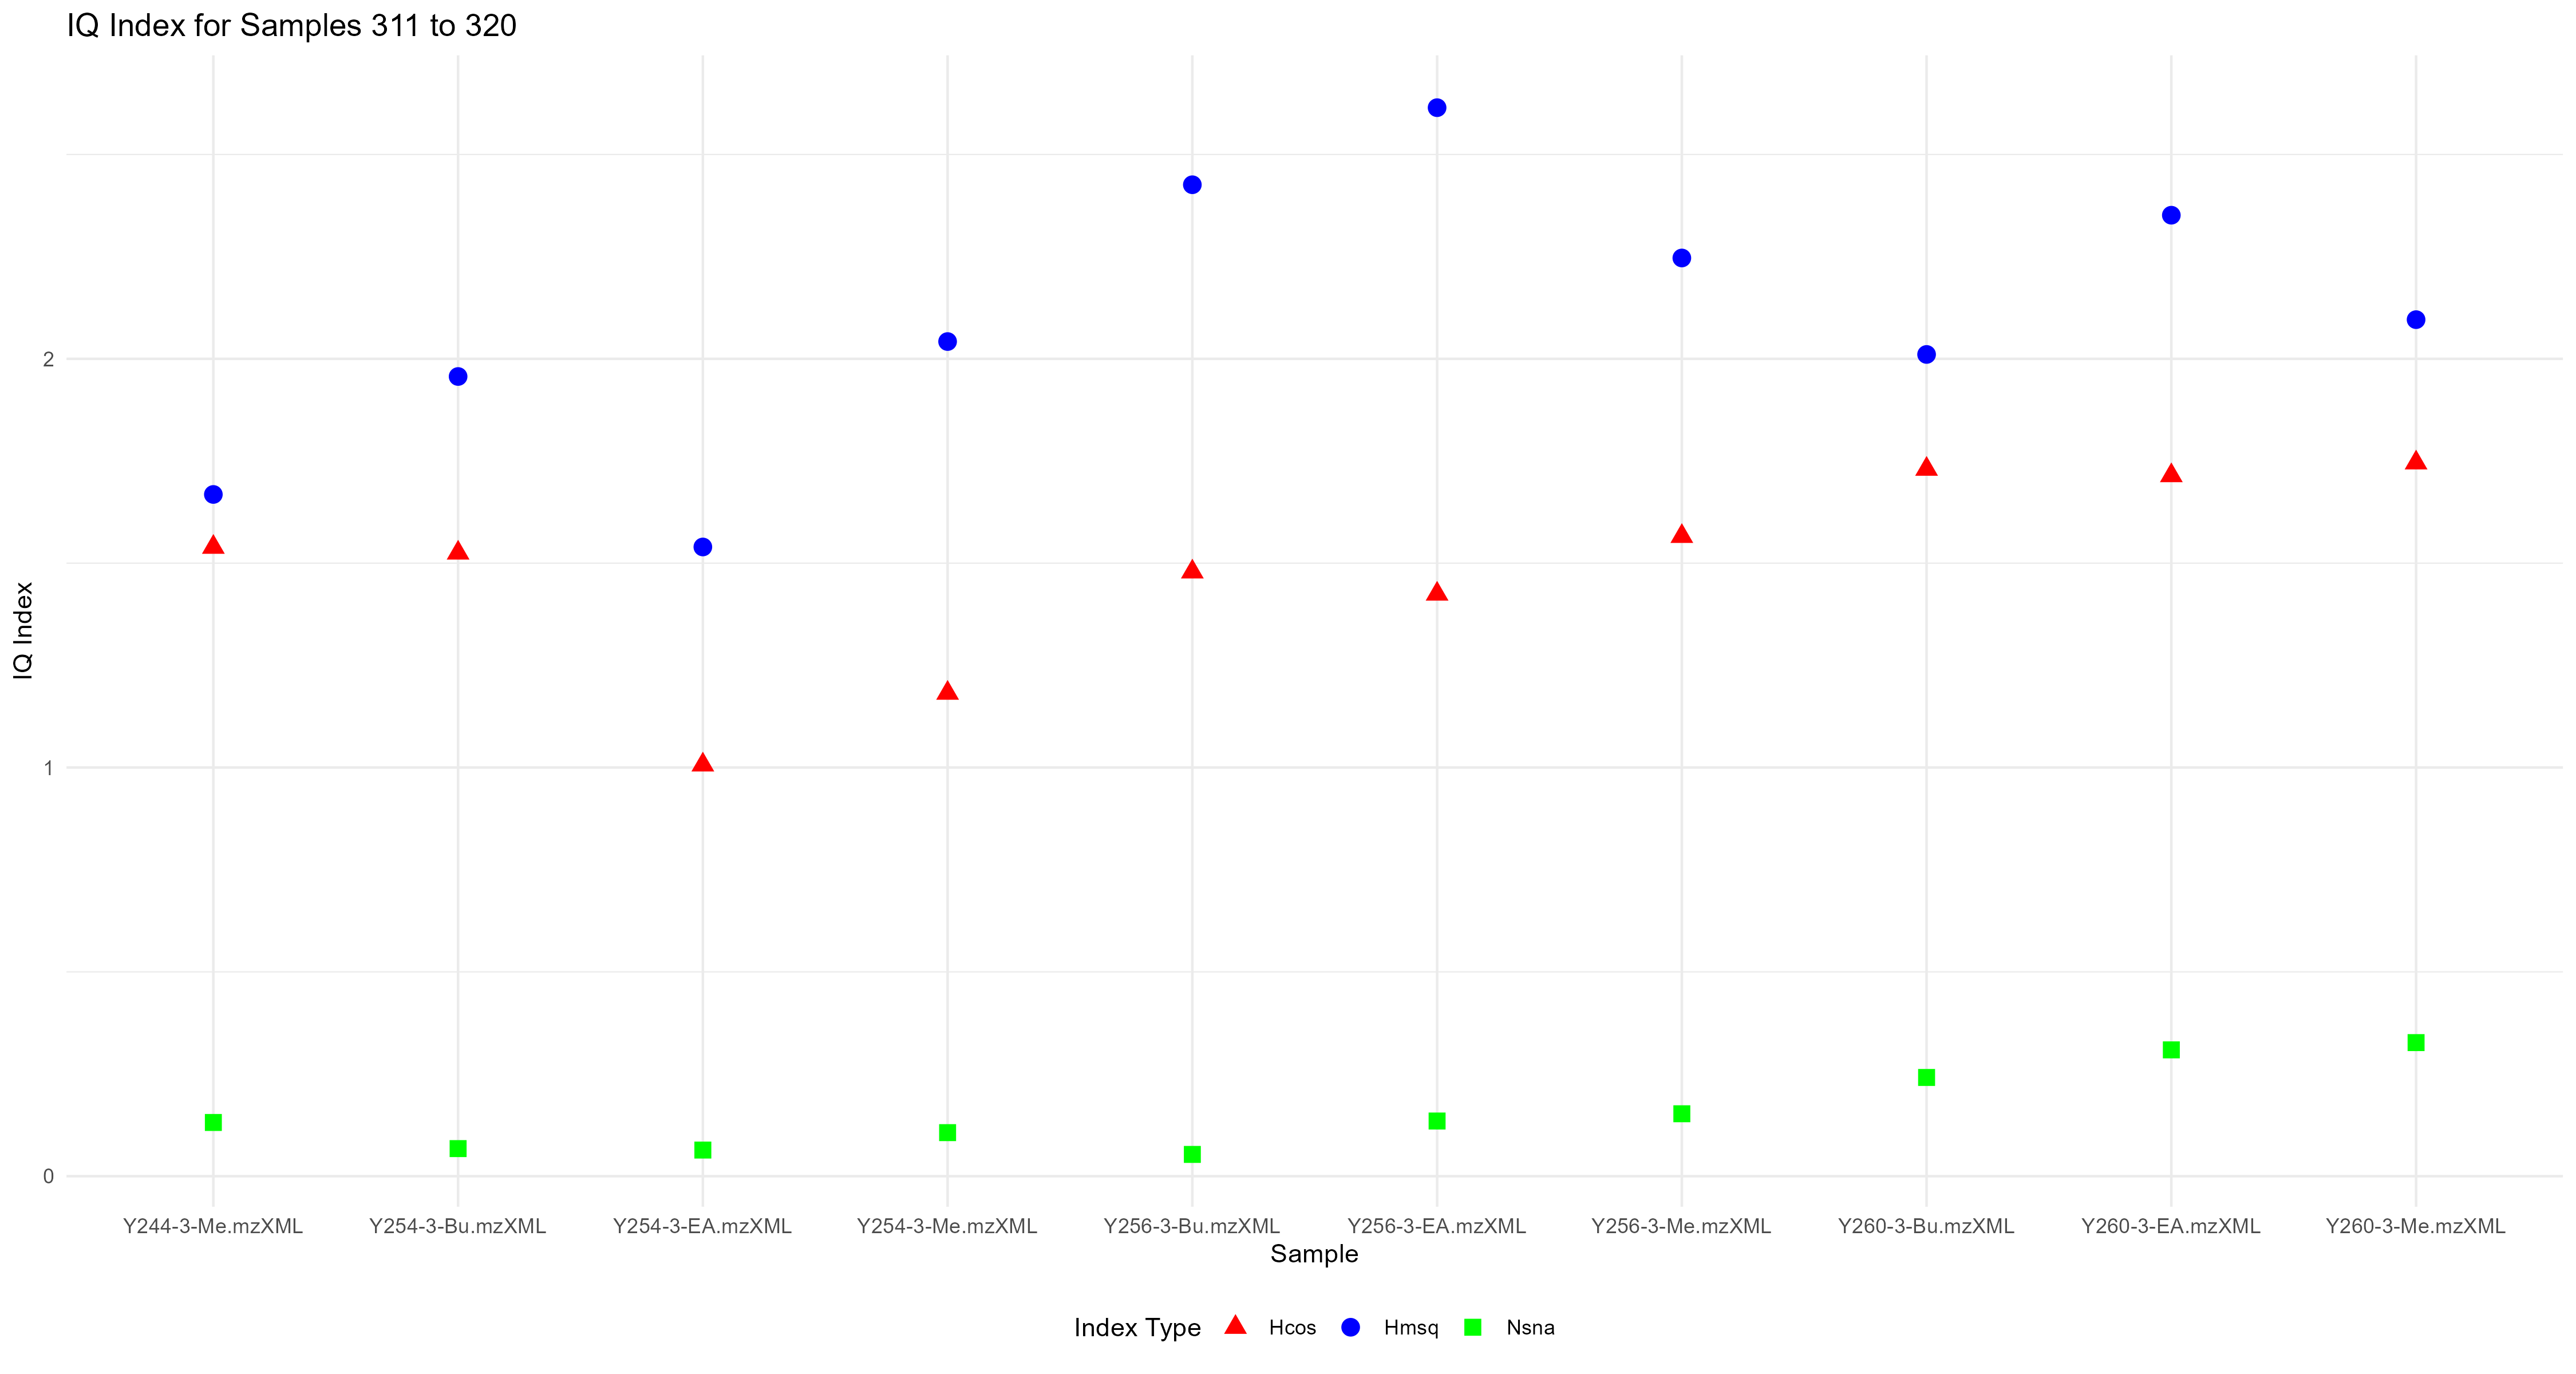 IQ Index for Samples 311 to 320
IQ Index
2
1
0
Y244-3-Me.mzXML Y254-3-Bu.mzXML Y254-3-EA.mzXML Y254-3-Me.mzXML Y256-3-Bu.mzXML Y256-3-EA.mzXML Y256-3-Me.mzXML Y260-3-Bu.mzXML Y260-3-EA.mzXML Y260-3-Me.mzXML
Sample
Index Type Hcos Hmsq Nsna